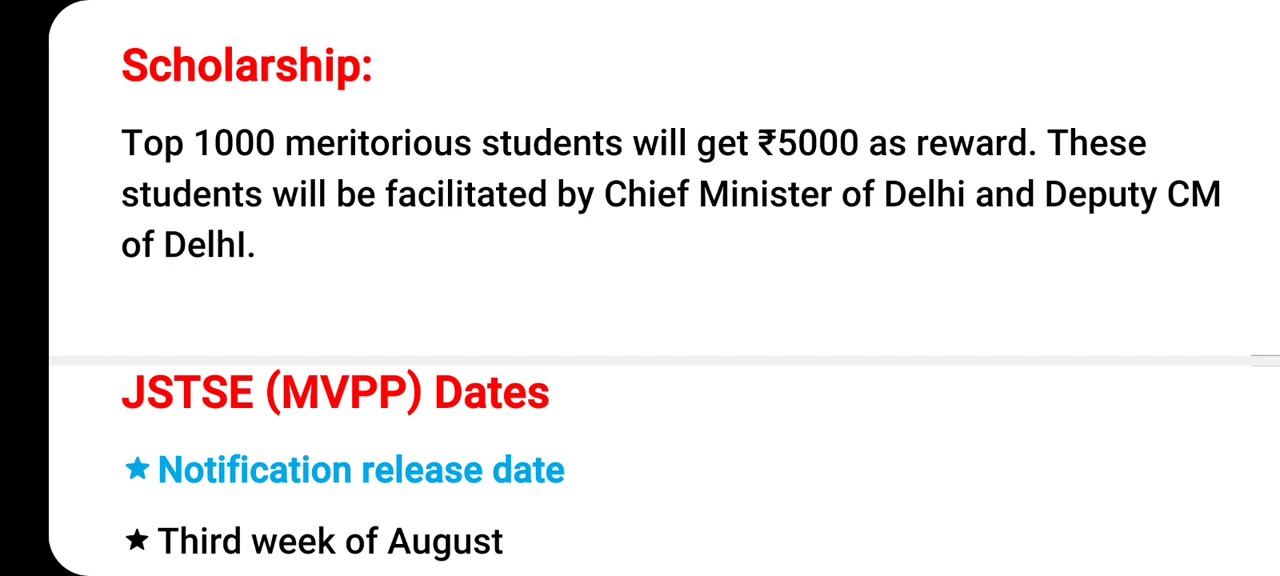 Scholarship:
Top 1000 meritorious students will get ₹5000 as reward. These
students will be facilitated by Chief Minister of Delhi and Deputy CM
of DelhI.
JSTSE (MVPP) Dates
★ Notification release date
★ Third week of August